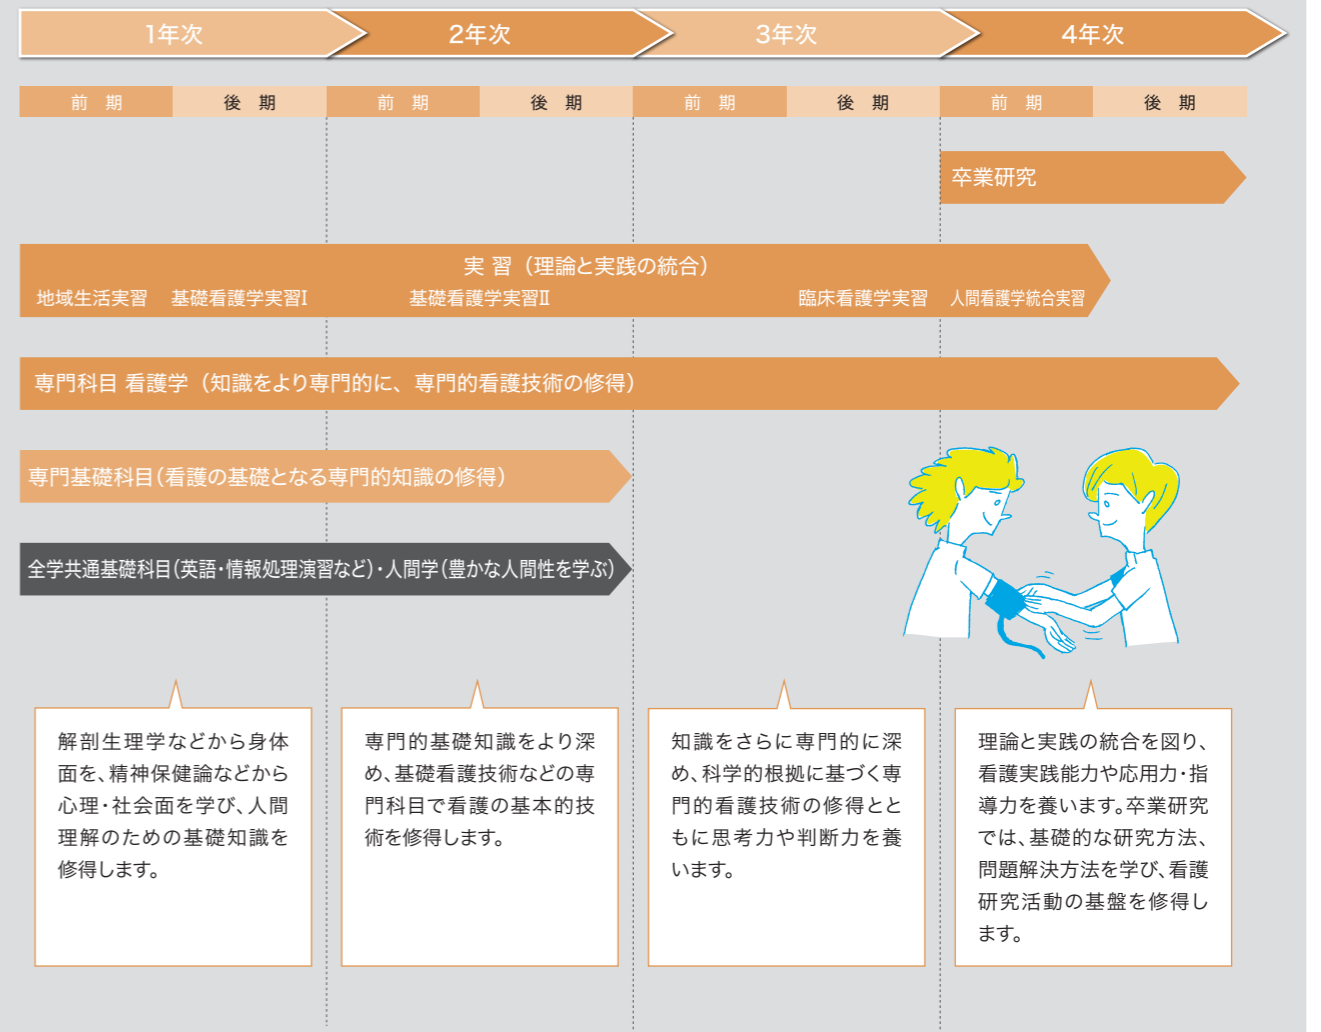 1年次
2年次
3年次
4年次
前 期
後 期
前 期
後 期
前 期
後 期
前 期
後 期
卒業研究
実 習（理論と実践の統合）
地域生活実習
基礎看護学実習Ⅰ
基礎看護学実習Ⅱ
臨床看護学実習
人間看護学統合実習
専門科目 看護学（知識をより専門的に、専門的看護技術の修得）
専門基礎科目（看護の基礎となる専門的知識の修得）
全学共通基礎科目（英語・情報処理演習など）・人間学（豊かな人間性を学ぶ）
解剖生理学などから身体
面を、精神保健論などから
心理・社会面を学び、人間
理解のための基礎知識を
修得します。
専門的基礎知識をより深
め、基礎看護技術などの専
門科目で看護の基本的技
術を修得します。
知識をさらに専門的に深
め、科学的根拠に基づく専
門的看護技術の修得とと
もに思考力や判断力を養
います。
理論と実践の統合を図り、
看護実践能力や応用力・指
導力を養います。卒業研究
では、基礎的な研究方法、
問題解決方法を学び、看護
研究活動の基盤を修得し
ます。